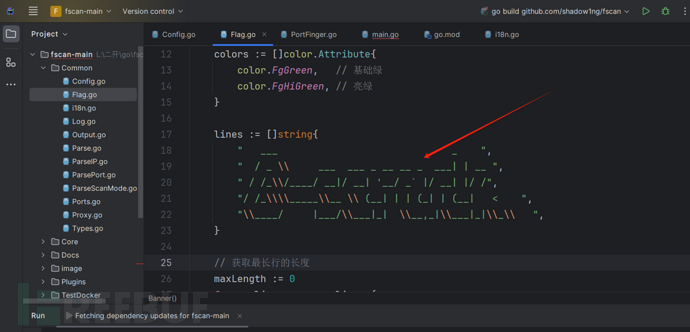 F fscan-main Version control go build github.com/shadow1ng/fscan
Project
Config.go Flag.go PortFinger.go main.go go.mod i18n.go
fscan-main
Common
Config.go
Flag.go
i18n.go
Log.go
Output.go
Parse.go
ParseIP.go
ParsePort.go
ParseScanMode.go
Ports.go
Proxy.go
Types.go
Core
Docs
image
Plugins
TestDocker
12 colors := []color.Attribute{
13 color.FgGreen, // 基础绿
14 color.FgHiGreen, // 亮绿
15 }
16
17 lines := []string{
18 " ___ _ ",
19 " / _ \\ ___ ___ _ __ __ _ ___| | __ ",
20 " / /_\\/____/ __|/ __| '__/ _` |/ __| |/ /",
21 "/ /_\\\\_____\\__ \\ (__| | | (_| | (__| < ",
22 "\\____/ |___/\\___|_| \\__,_|\\___|_|\\_\\ ",
23 }
24
25 // 获取最长行的长度
26 maxLength := 0
Banner()
REEBUF
Run Fetching dependency updates for fscan-main